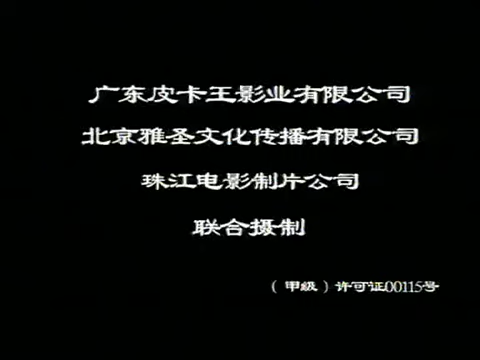 广东皮卡王影业有限公司
北京雅圣文化传播有限公司
珠江电影制片公司
联合摄制
（甲级）许可证00115号